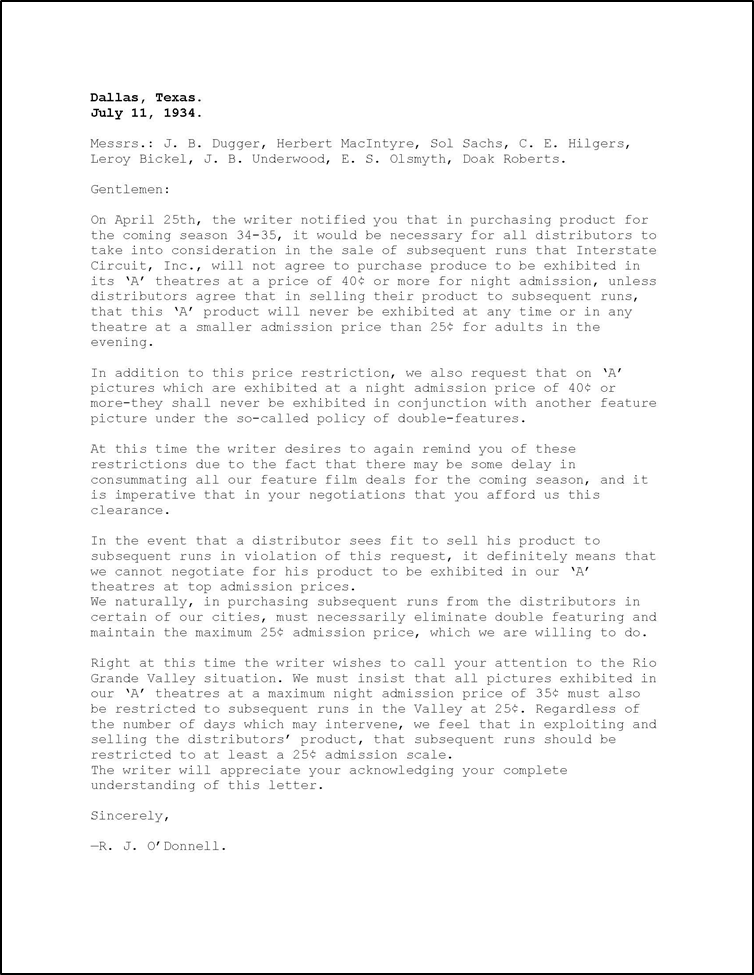 Dallas, Texas.
July 11, 1934.
Messrs.: J. B. Dugger, Herbert MacIntyre, Sol Sachs, C. E. Hilgers,
Leroy Bickel, J. B. Underwood, E. S. Olsmyth, Doak Roberts.
Gentlemen:
On April 25th, the writer notified you that in purchasing product for
the coming season 34-35, it would be necessary for all distributors to
take into consideration in the sale of subsequent runs that Interstate
Circuit, Inc., will not agree to purchase produce to be exhibited in
its ‘A’ theatres at a price of 40¢ or more for night admission, unless
distributors agree that in selling their product to subsequent runs,
that this ‘A’ product will never be exhibited at any time or in any
theatre at a smaller admission price than 25¢ for adults in the
evening.
In addition to this price restriction, we also request that on ‘A’
pictures which are exhibited at a night admission price of 40¢ or
more-they shall never be exhibited in conjunction with another feature
picture under the so-called policy of double-features.
At this time the writer desires to again remind you of these
restrictions due to the fact that there may be some delay in
consummating all our feature film deals for the coming season, and it
is imperative that in your negotiations that you afford us this
clearance.
In the event that a distributor sees fit to sell his product to
subsequent runs in violation of this request, it definitely means that
we cannot negotiate for his product to be exhibited in our ‘A’
theatres at top admission prices.
We naturally, in purchasing subsequent runs from the distributors in
certain of our cities, must necessarily eliminate double featuring and
maintain the maximum 25¢ admission price, which we are willing to do.
Right at this time the writer wishes to call your attention to the Rio
Grande Valley situation. We must insist that all pictures exhibited in
our ‘A’ theatres at a maximum night admission price of 35¢ must also
be restricted to subsequent runs in the Valley at 25¢. Regardless of
the number of days which may intervene, we feel that in exploiting and
selling the distributors’ product, that subsequent runs should be
restricted to at least a 25¢ admission scale.
The writer will appreciate your acknowledging your complete
understanding of this letter.
Sincerely,
—R. J. O’Donnell.